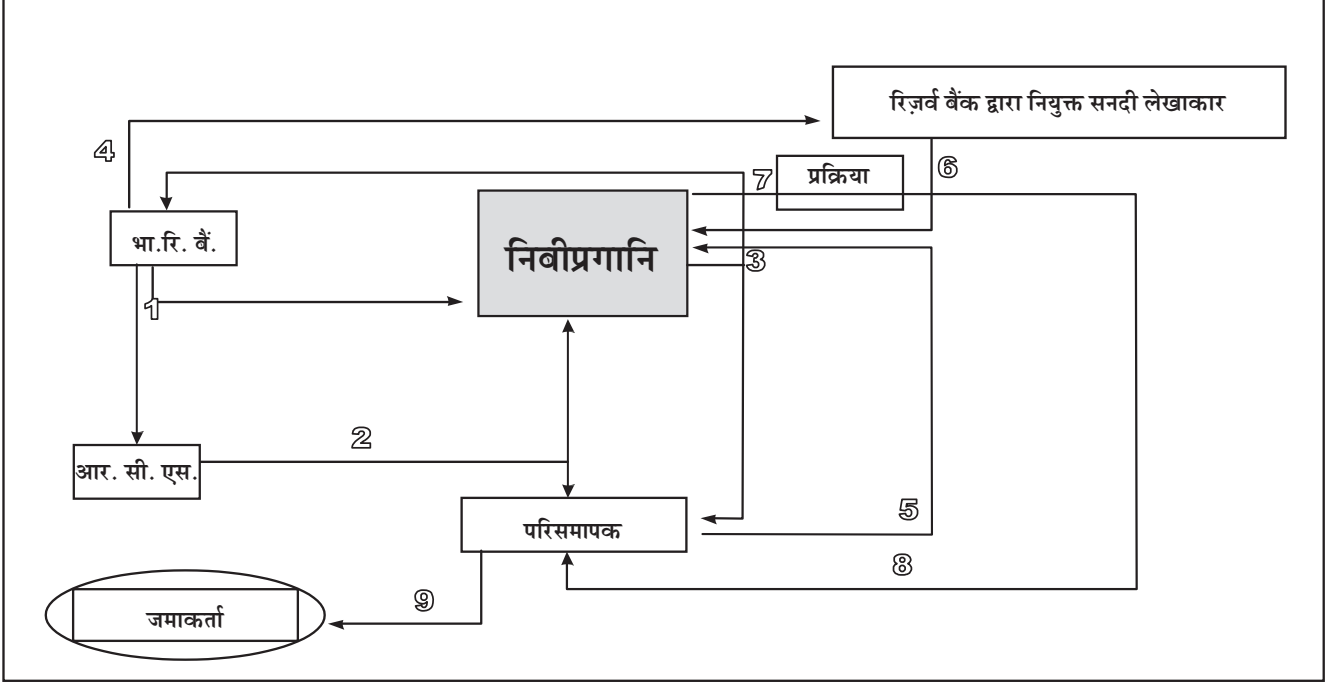 रिज़र्व बैंक द्वारा नियुक्त सनदी लेखाकार
4
7
प्रक्रिया
6
भा.रि. बैं.
निबीप्रगानि
3
1
2
आर. सी. एस.
5
परिसमापक
8
9
जमाकर्ता